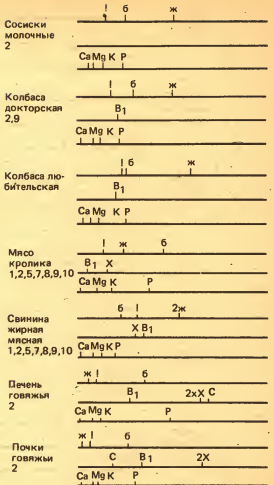 ! б ж
Сосиски
молочные
2
Ca Mg K P
! б ж
Колбаса
докторская
2,9
B1
Ca Mg K P
! б ж
Колбаса лю-
бительская
B1
Ca Mg K P
! ж б
Мясо
кролика
1,2,5,7,8,9,10
B1 X
Ca Mg K P
б ! 2ж
Свинина
жирная
мясная
1,2,5,7,8,9,10
X B1
Ca Mg K P
ж ! б
Печень
говяжья
2
B1 2xX C
Ca Mg K P
ж ! б
Почки
говяжьи
2
C B1 2X
Ca Mg K P